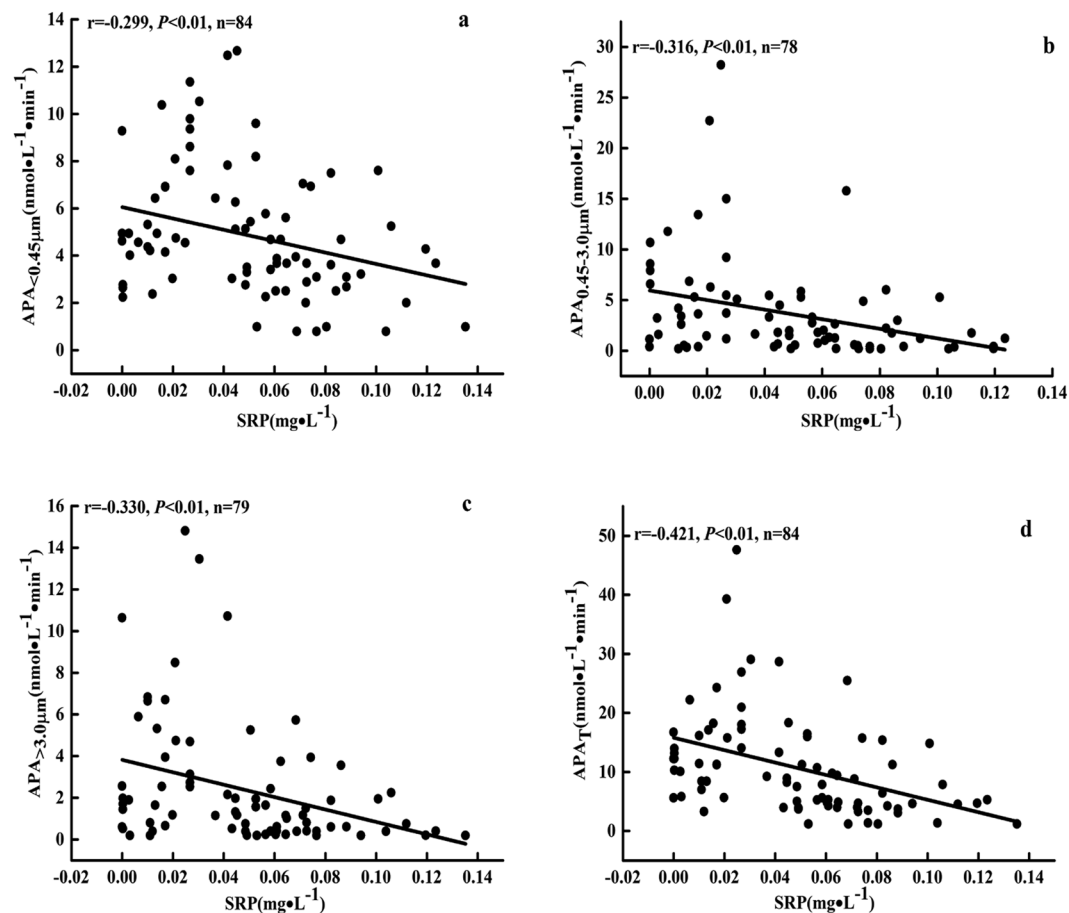 a
r=-0.299, P<0.01, n=84
14
12
10
8
6
4
2
0
APA<0.45μm(nmol•L-1•min-1)
-0.02 0.00 0.02 0.04 0.06 0.08 0.10 0.12 0.14
SRP(mg•L-1)
b
r=-0.316, P<0.01, n=78
30
25
20
15
10
5
0
APA0.45-3.0μm(nmol•L-1•min-1)
0.00 0.02 0.04 0.06 0.08 0.10 0.12 0.14
SRP(mg•L-1)
c
r=-0.330, P<0.01, n=79
16
14
12
10
8
6
4
2
0
APA>3.0μm(nmol•L-1•min-1)
-0.02 0.00 0.02 0.04 0.06 0.08 0.10 0.12 0.14
SRP(mg•L-1)
d
r=-0.421, P<0.01, n=84
50
40
30
20
10
0
APAT(nmol•L-1•min-1)
-0.02 0.00 0.02 0.04 0.06 0.08 0.10 0.12 0.14
SRP(mg•L-1)